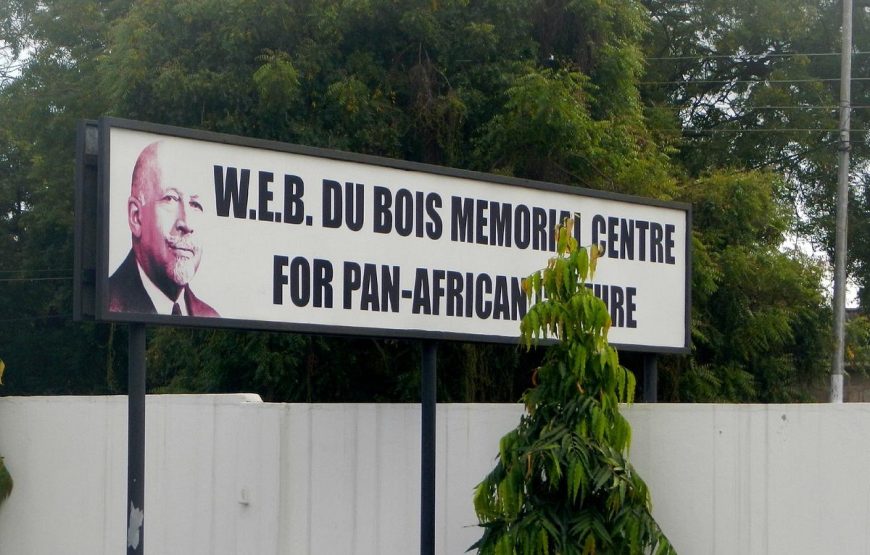 W.E.B. DU BOIS MEMORIAL CENTRE
FOR PAN-AFRICAN